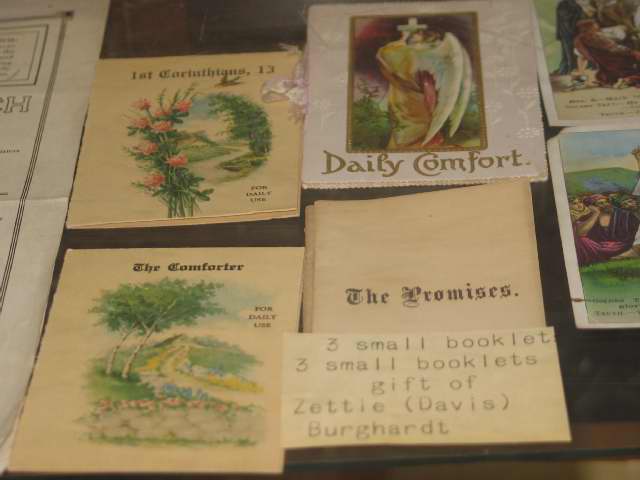 1st Corinthians, 13
FOR
DAILY
USE
Daily Comfort.
The Comforter
FOR
DAILY
USE
The Promises.
3 small booklet
3 small booklets
gift of
Zettie (Davis)
Burghardt